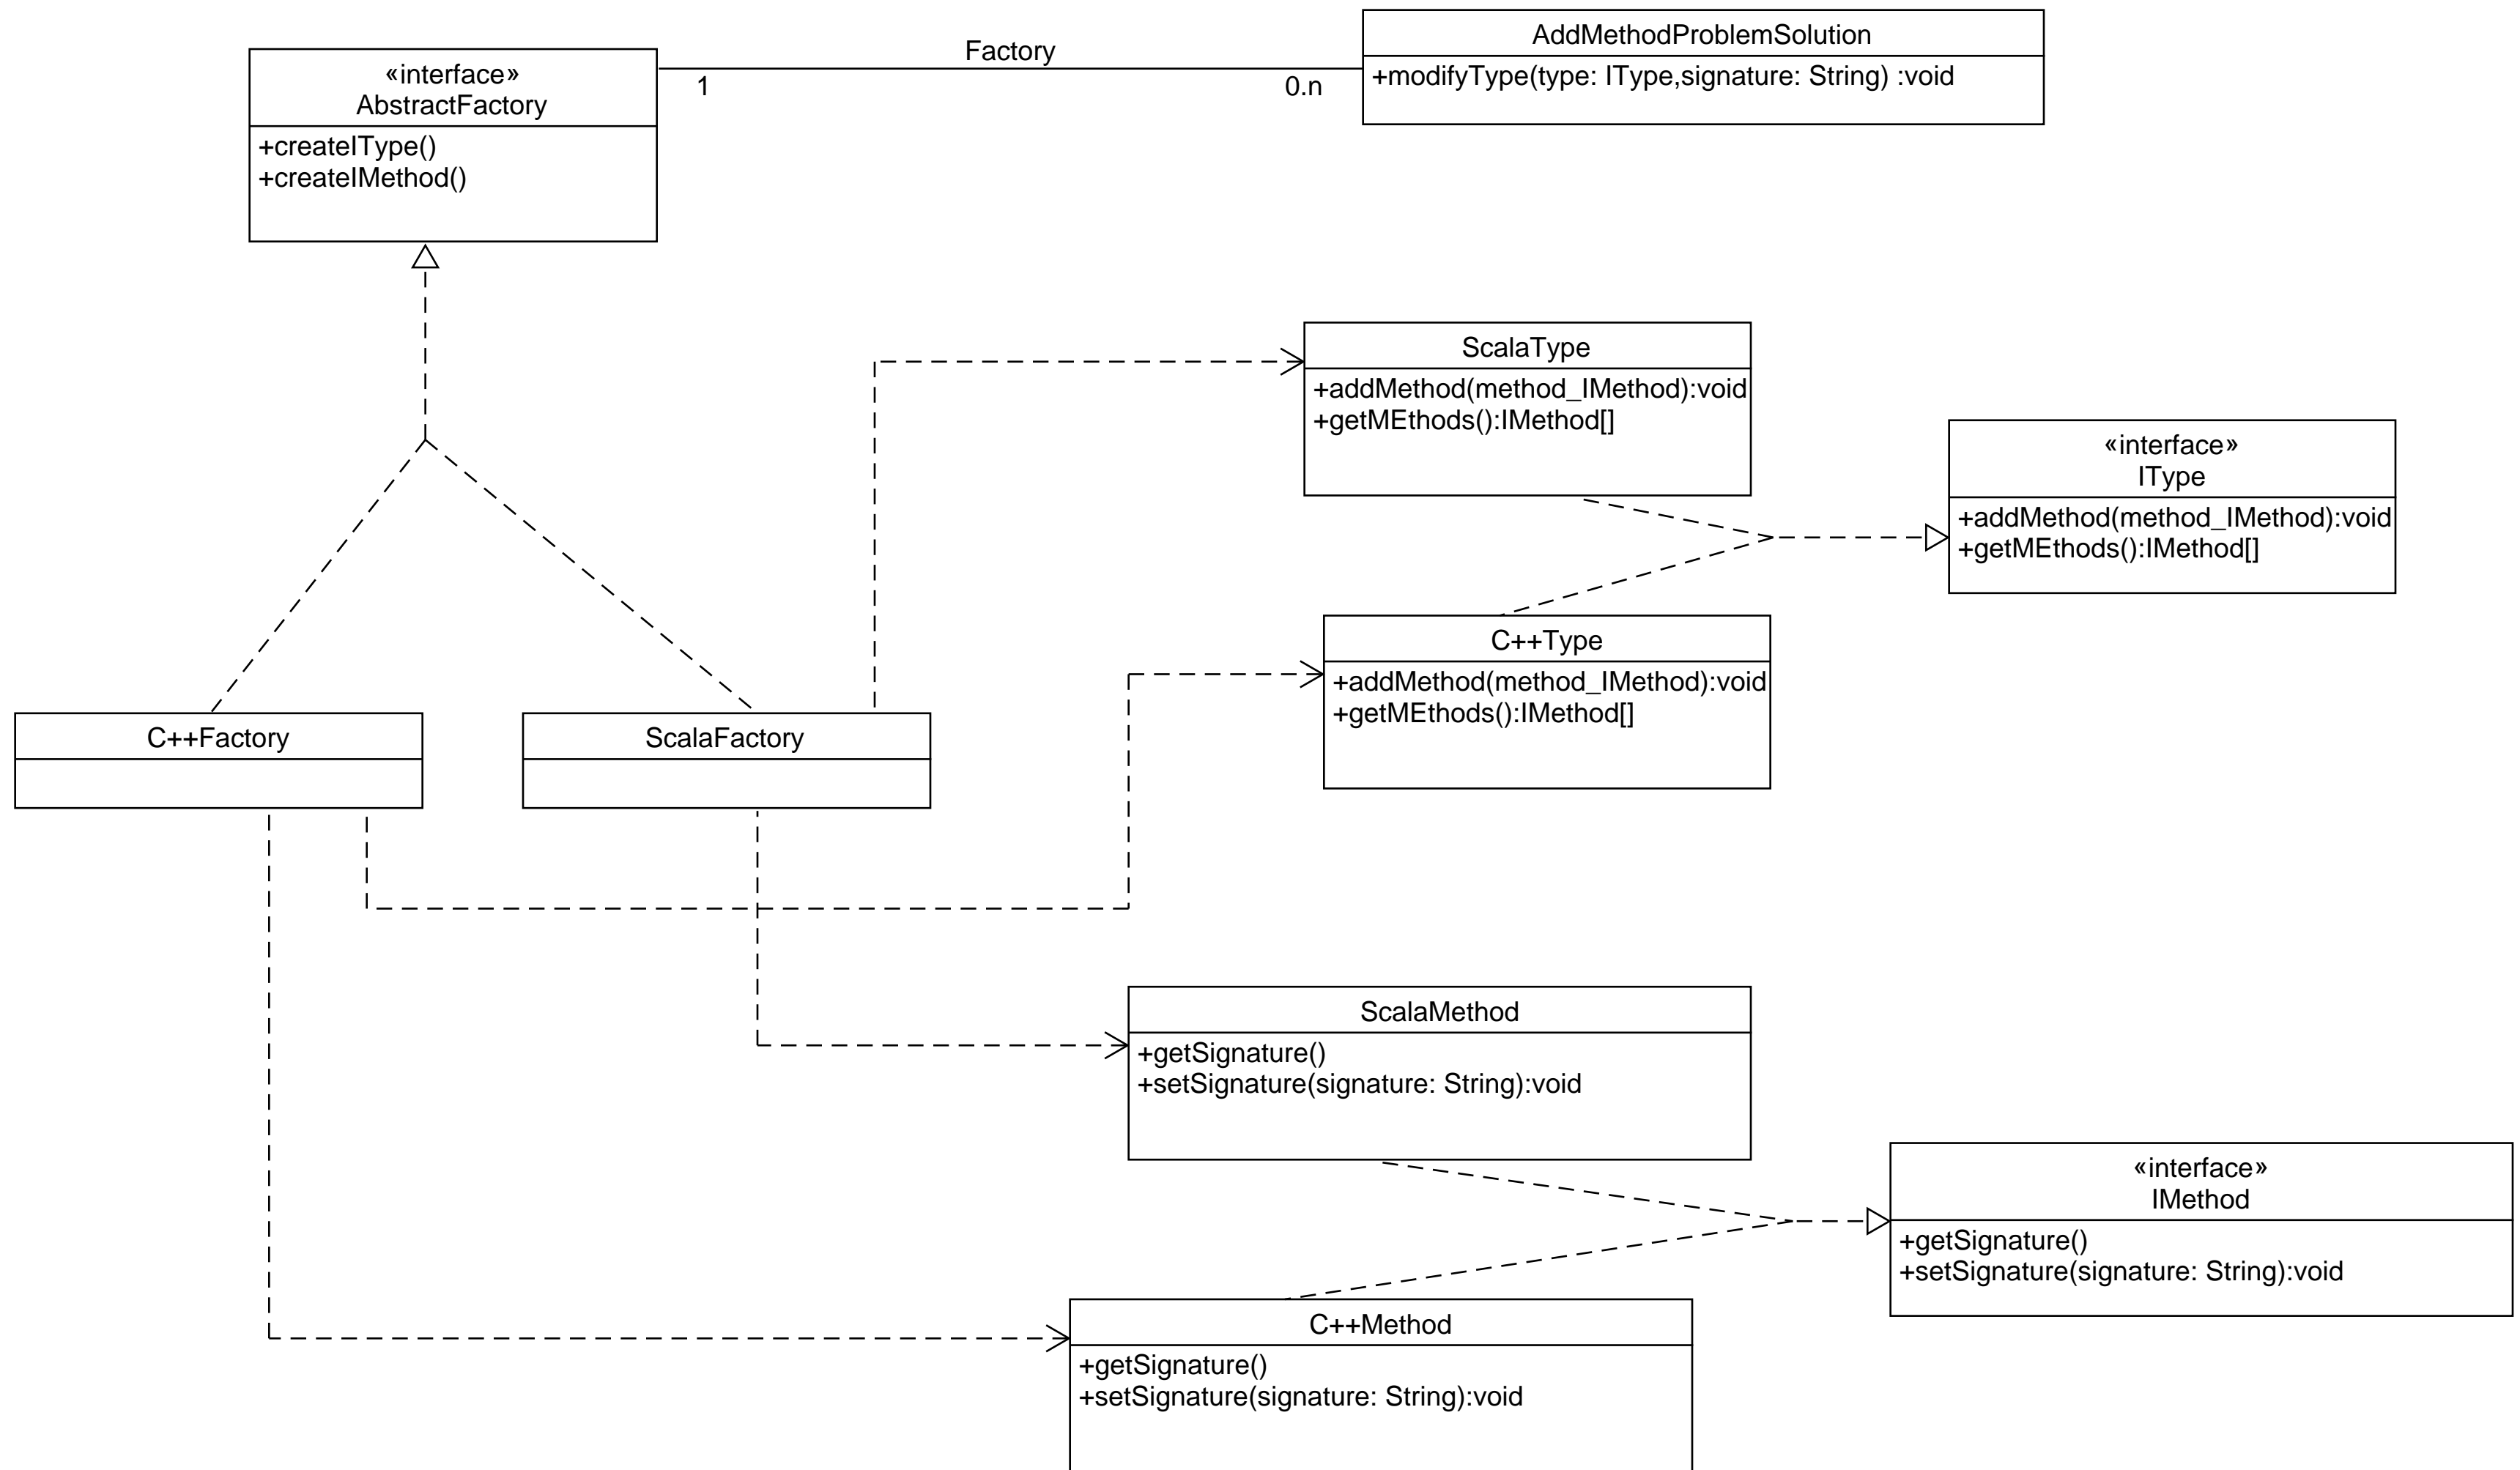 AddMethodProblemSolution
+modifyType(type: IType,signature: String) :void
Factory
1
0.n
«interface»
AbstractFactory
+createIType()
+createIMethod()
ScalaType
+addMethod(method_IMethod):void
+getMEthods():IMethod[]
«interface»
IType
+addMethod(method_IMethod):void
+getMEthods():IMethod[]
C++Type
+addMethod(method_IMethod):void
+getMEthods():IMethod[]
C++Factory
ScalaFactory
ScalaMethod
+getSignature()
+setSignature(signature: String):void
«interface»
IMethod
+getSignature()
+setSignature(signature: String):void
C++Method
+getSignature()
+setSignature(signature: String):void